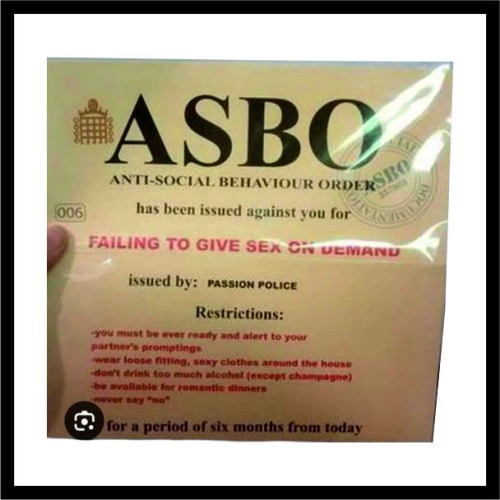 ASBO
ANTI-SOCIAL BEHAVIOUR ORDER
006
has been issued against you for
FAILING TO GIVE SEX ON DEMAND
issued by: PASSION POLICE
Restrictions:
-you must be ever ready and alert to your
partner's promptings
-wear loose fitting, sexy clothes around the house
-don't drink too much alcohol (except champagne)
-be available for romantic dinners
-never say "no"
for a period of six months from today
ASBO
DOCUMENTATION